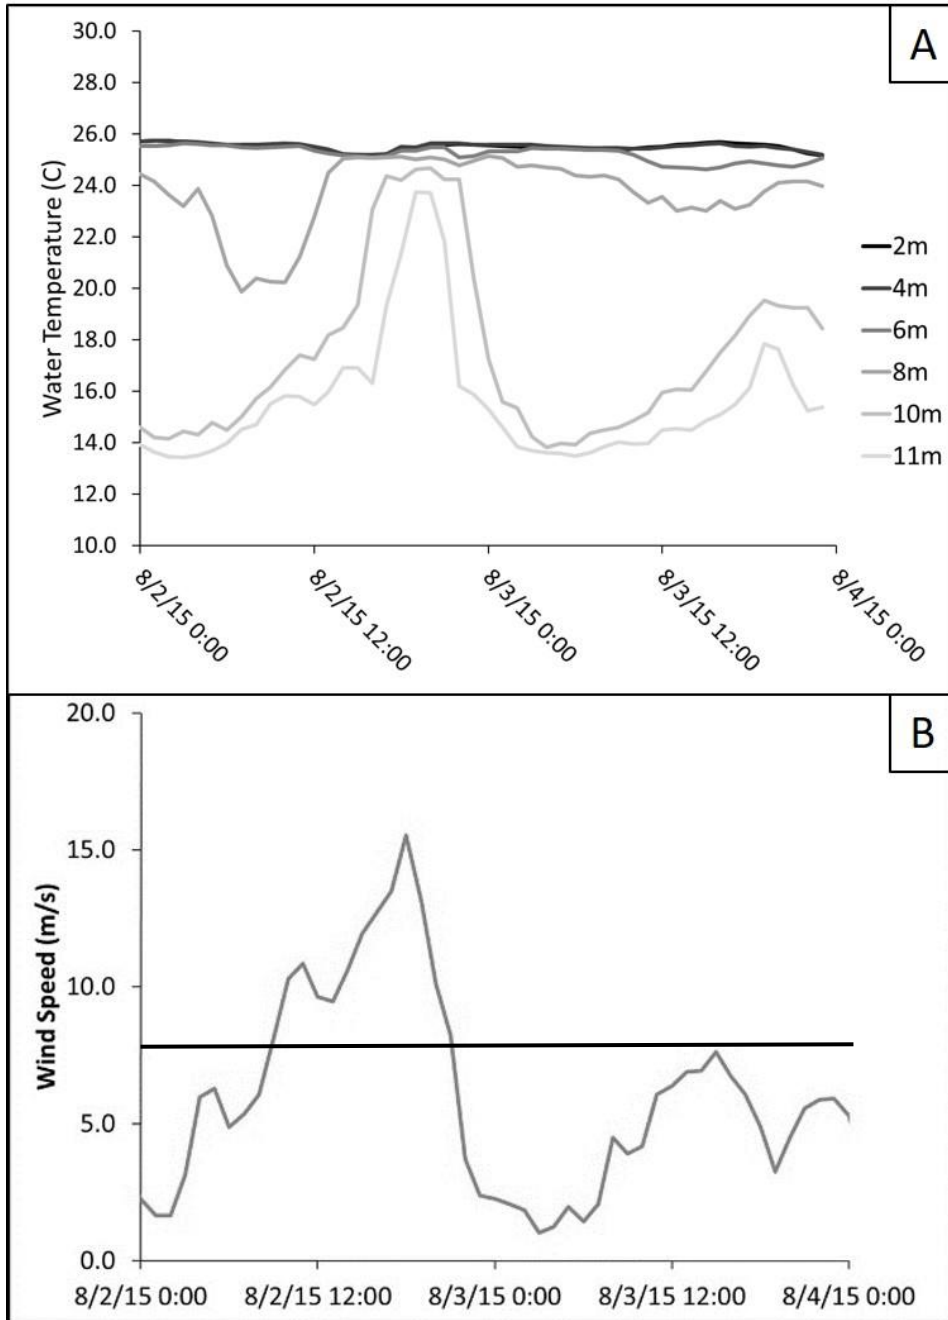 A
30.0
28.0
26.0
24.0
22.0
20.0
18.0
16.0
14.0
12.0
10.0
Water Temperature (C)
2m
4m
6m
8m
10m
11m
8/2/15 0:00
8/2/15 12:00
8/3/15 0:00
8/3/15 12:00
8/4/15 0:00
B
20.0
15.0
10.0
5.0
0.0
Wind Speed (m/s)
8/2/15 0:00
8/2/15 12:00
8/3/15 0:00
8/3/15 12:00
8/4/15 0:00